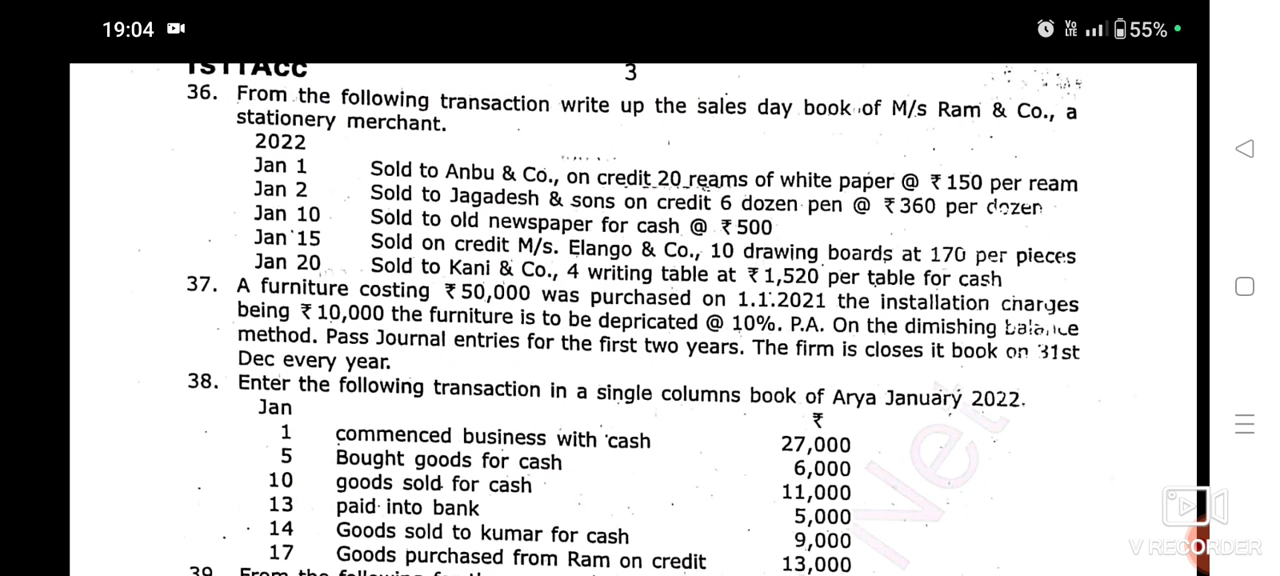 19:04
Vo LTE 55%
1STTAcc 3
36. From the following transaction write up the sales day book of M/s Ram & Co., a
stationery merchant.
2022
Jan 1 Sold to Anbu & Co., on credit 20 reams of white paper @ ₹ 150 per ream
Jan 2 Sold to Jagadesh & sons on credit 6 dozen pen @ ₹ 360 per dozen
Jan 10 Sold to old newspaper for cash @ ₹ 500
Jan 15 Sold on credit M/s. Elango & Co., 10 drawing boards at 170 per pieces
Jan 20 Sold to Kani & Co., 4 writing table at ₹ 1,520 per table for cash
37. A furniture costing ₹ 50,000 was purchased on 1.1.2021 the installation charges
being ₹ 10,000 the furniture is to be depricated @ 10%. P.A. On the dimishing balance
method. Pass Journal entries for the first two years. The firm is closes it book on 31st
Dec every year.
38. Enter the following transaction in a single columns book of Arya January 2022.
Jan ₹
1 commenced business with cash 27,000
5 Bought goods for cash 6,000
10 goods sold for cash 11,000
13 paid into bank 5,000
14 Goods sold to kumar for cash 9,000
17 Goods purchased from Ram on credit 13,000
39. From the following
Net
V RECORDER